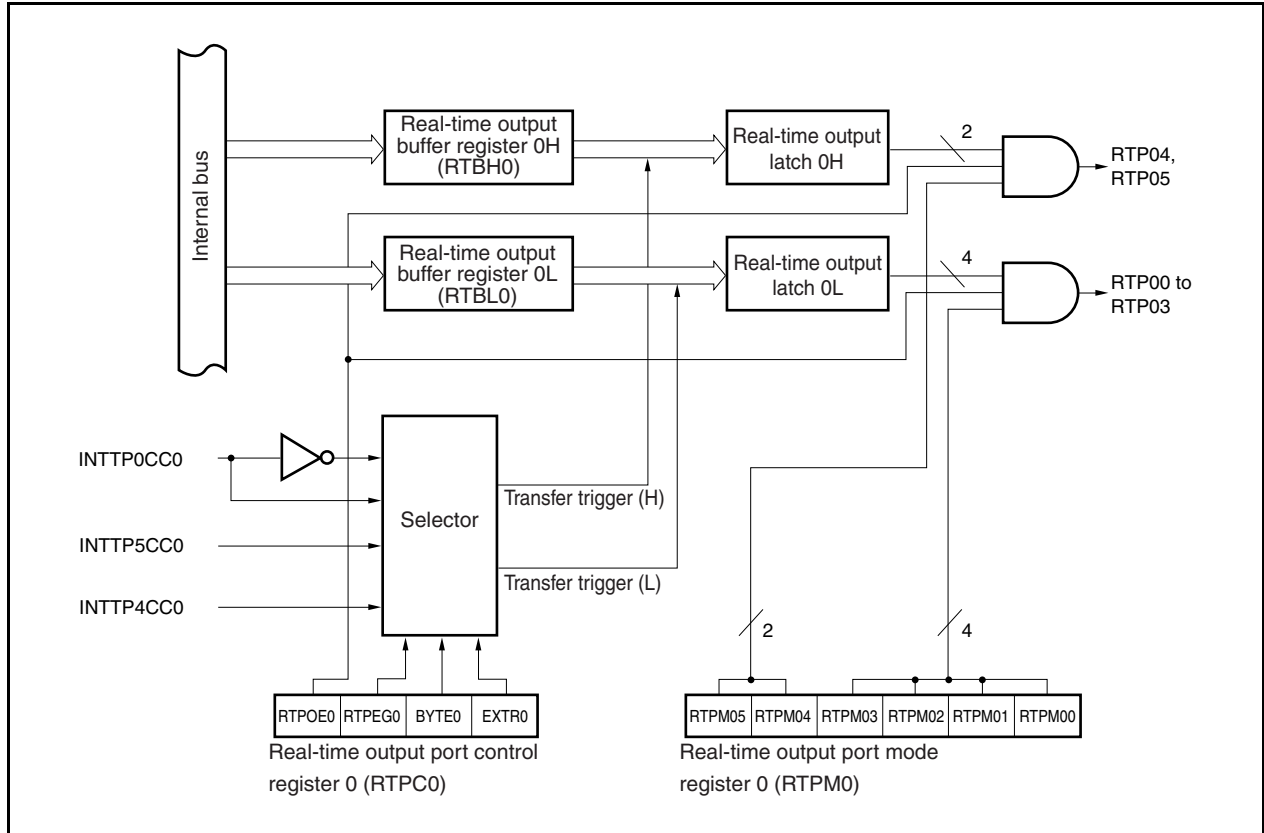 Internal bus
Real-time output
buffer register 0H
(RTBH0)
Real-time output
latch 0H
2
RTP04,
RTP05
Real-time output
buffer register 0L
(RTBL0)
Real-time output
latch 0L
4
RTP00 to
RTP03
INTTP0CC0
INTTP5CC0
INTTP4CC0
Selector
Transfer trigger (H)
Transfer trigger (L)
2
4
RTPOE0 RTPEG0 BYTE0 EXTR0
Real-time output port control
register 0 (RTPC0)
RTPM05 RTPM04 RTPM03 RTPM02 RTPM01 RTPM00
Real-time output port mode
register 0 (RTPM0)